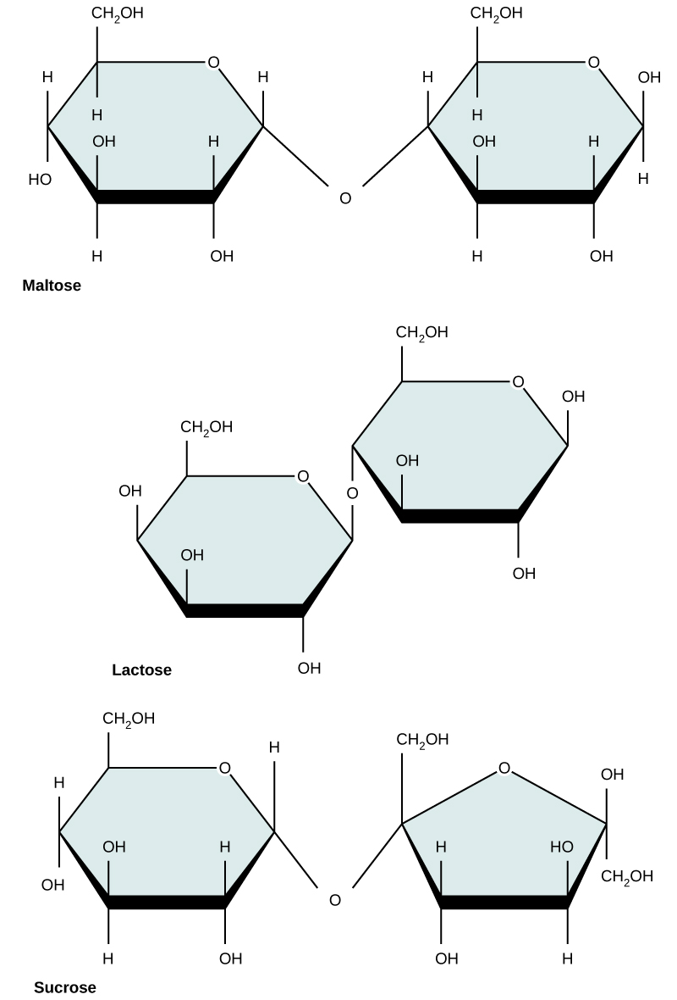 CH₂OH CH₂OH
H O H H O OH
H H
OH H OH H
HO H
O
H OH H OH
Maltose
CH₂OH
O OH
CH₂OH
OH
OH O O
OH
OH
OH
Lactose OH
CH₂OH
CH₂OH
H
O O
H OH
OH H H HO
OH CH₂OH
O
H OH OH H
Sucrose